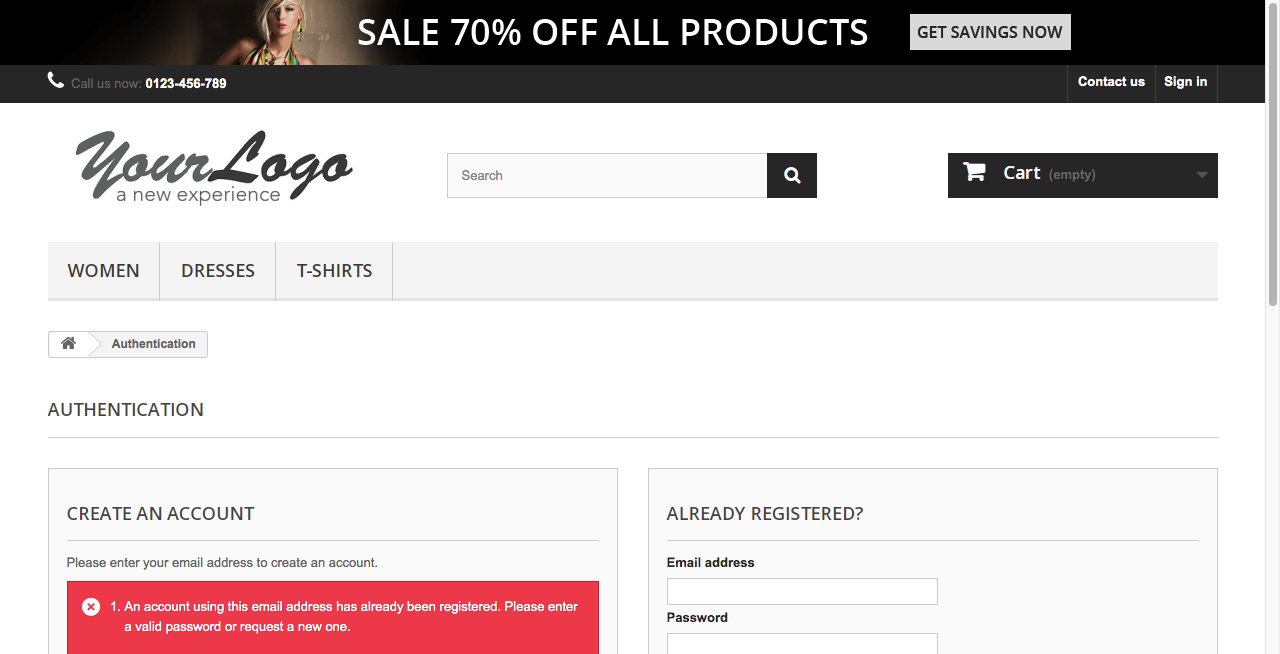 SALE 70% OFF ALL PRODUCTS
GET SAVINGS NOW
Call us now: 0123-456-789
Contact us
Sign in
YourLogo
a new experience
Search
Cart (empty)
WOMEN
DRESSES
T-SHIRTS
Authentication
AUTHENTICATION
CREATE AN ACCOUNT
Please enter your email address to create an account.
1. An account using this email address has already been registered. Please enter
a valid password or request a new one.
ALREADY REGISTERED?
Email address
Password